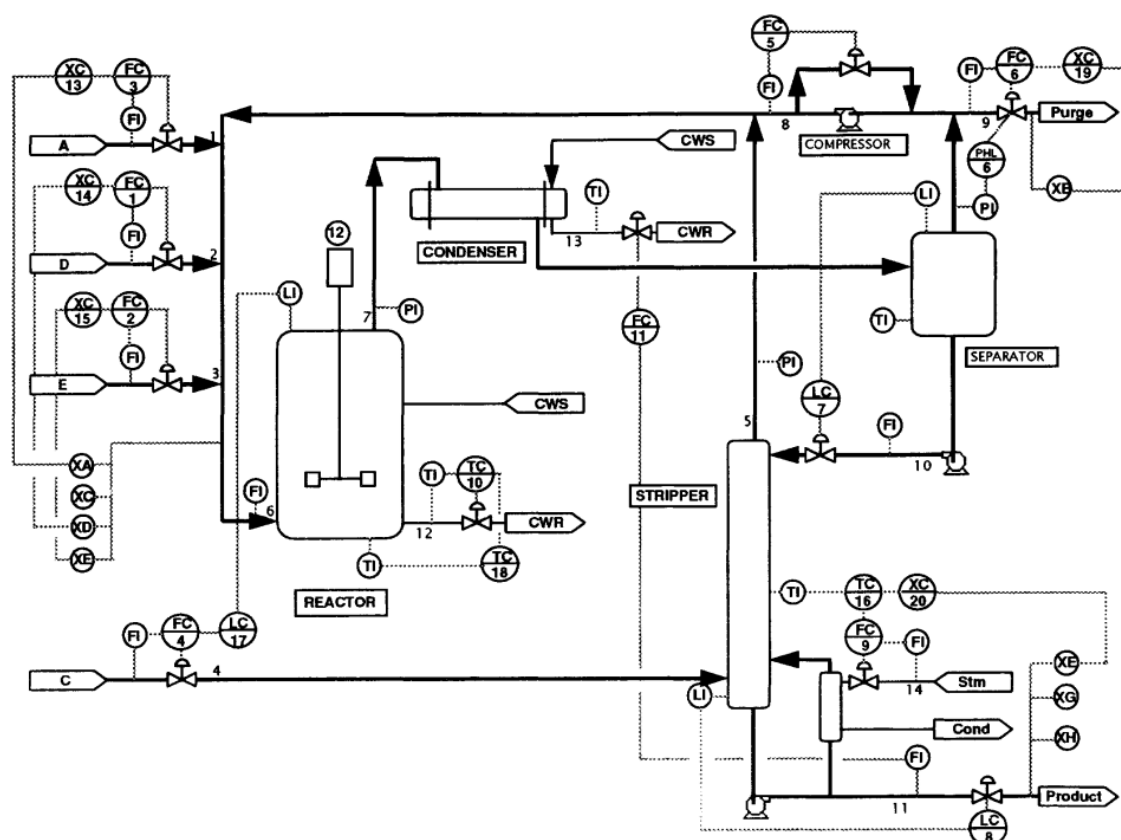 FC
5
XC
13
FC
3
FI
FC
6
XC
19
FI
FI
A
1
8
COMPRESSOR
9
Purge
CWS
PHL
6
XC
14
FC
1
TI
LI
PI
XE
FI
12
13
CWR
CONDENSER
D
2
XC
15
FC
2
LI
7
PI
FC
11
TI
FI
SEPARATOR
PI
E
3
CWS
LC
7
5
FI
10
XA
TI
TC
10
STRIPPER
XC
FI
6
XD
12
CWR
XE
TI
TC
18
REACTOR
TI
TC
16
XC
20
FI
FC
4
LC
17
FC
9
FI
XE
C
4
14
Stm
LI
XG
Cond
XH
FI
11
Product
LC
8